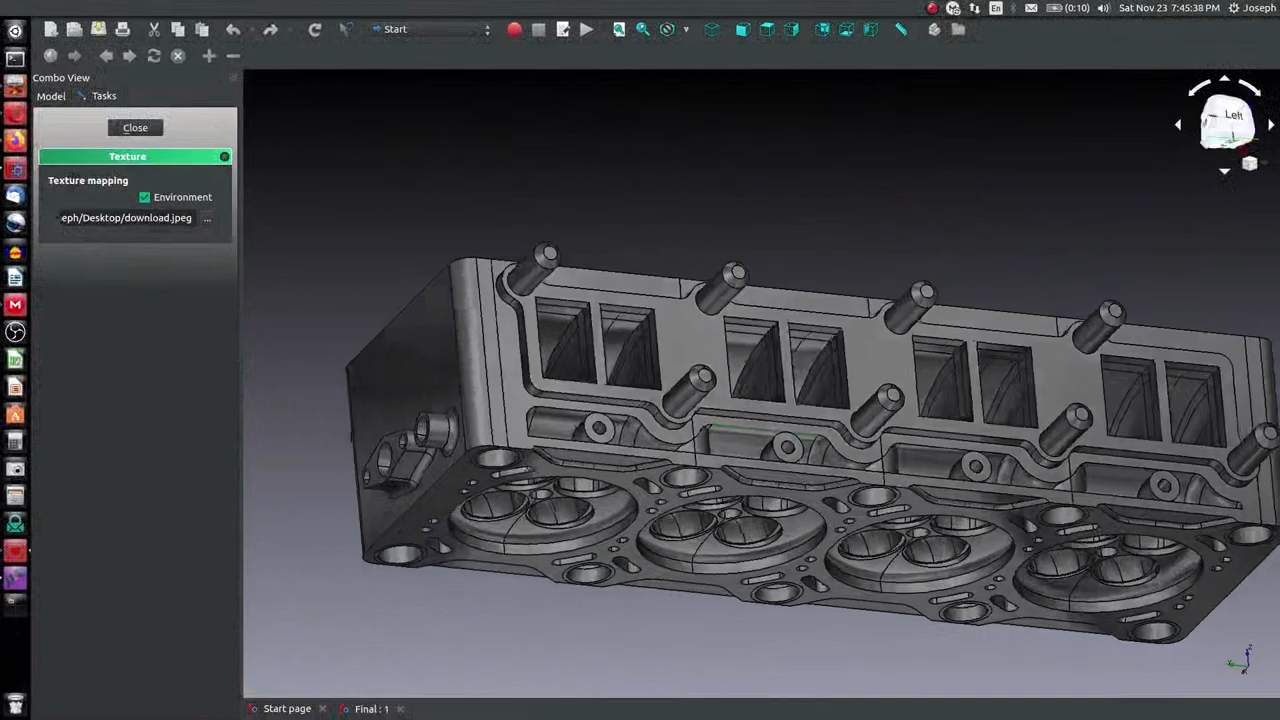 En
(0:10)
Sat Nov 23 7:45:38 PM
Joseph
Start
Combo View
Model
Tasks
Close
Texture
Texture mapping
Environment
eph/Desktop/download.jpeg
...
Left
Start page
Final : 1